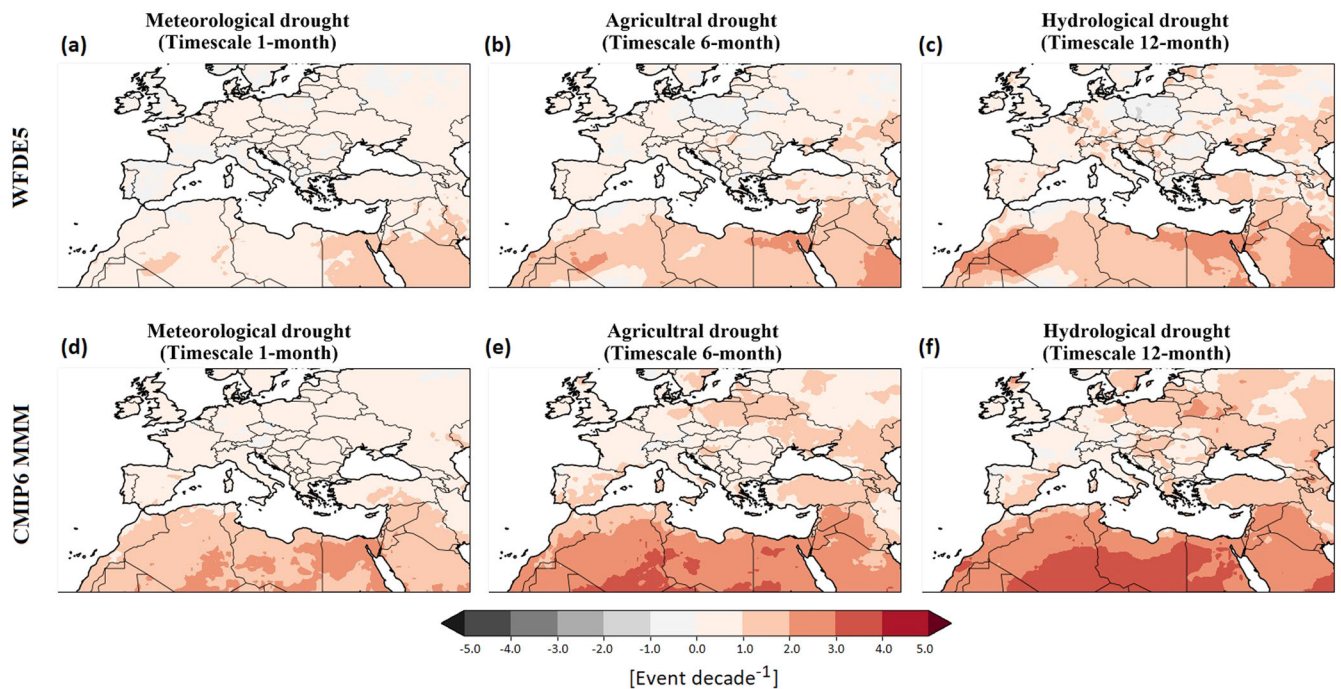 Meteorological drought
(Timescale 1-month)
Agricultral drought
(Timescale 6-month)
Hydrological drought
(Timescale 12-month)
(a)
(b)
(c)
WFDE5
Meteorological drought
(Timescale 1-month)
Agricultral drought
(Timescale 6-month)
Hydrological drought
(Timescale 12-month)
(d)
(e)
(f)
CMIP6 MMM
-5.0 -4.0 -3.0 -2.0 -1.0 0.0 1.0 2.0 3.0 4.0 5.0
[Event decade⁻¹]